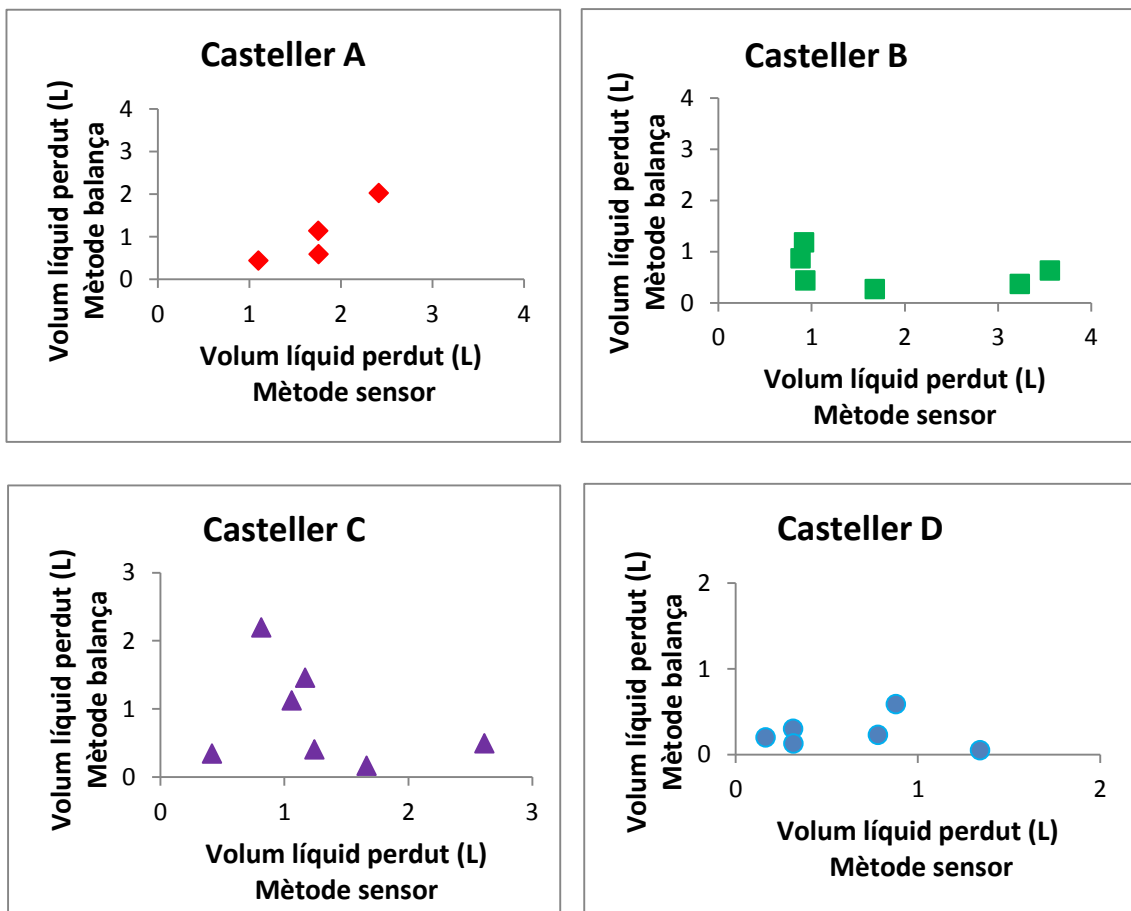 Casteller A
Volum líquid perdut (L)
Mètode balança
4
3
2
1
0
0 1 2 3 4
Volum líquid perdut (L)
Mètode sensor
Casteller B
Volum líquid perdut (L)
Mètode balança
4
3
2
1
0
0 1 2 3 4
Volum líquid perdut (L)
Mètode sensor
Casteller C
Volum líquid perdut (L)
Mètode balança
3
2
1
0
0 1 2 3
Volum líquid perdut (L)
Mètode sensor
Casteller D
Volum líquid perdut (L)
Mètode balança
2
1
0
0 1 2
Volum líquid perdut (L)
Mètode sensor